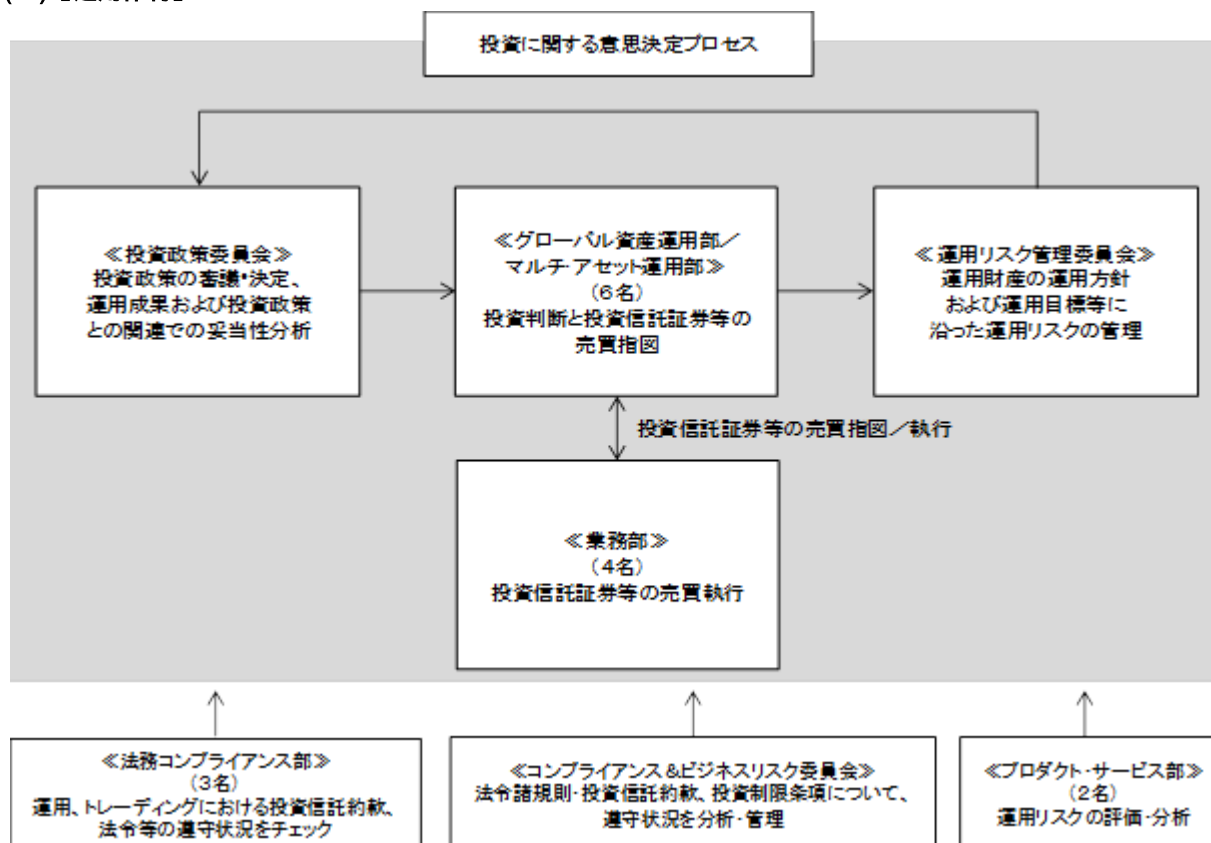 投資に関する意思決定プロセス
≪投資政策委員会≫
投資政策の審議・決定、
運用成果および投資政策
との関連での妥当性分析
≪グローバル資産運用部／
マルチ・アセット運用部≫
（６名）
投資判断と投資信託証券等の
売買指図
≪運用リスク管理委員会≫
運用財産の運用方針
および運用目標等に
沿った運用リスクの管理
投資信託証券等の売買指図／執行
≪業務部≫
（４名）
投資信託証券等の売買執行
≪法務コンプライアンス部≫
（３名）
運用、トレーディングにおける投資信託約款、
法令等の遵守状況をチェック
≪コンプライアンス＆ビジネスリスク委員会≫
法令諸規則・投資信託約款、投資制限条項について、
遵守状況を分析・管理
≪プロダクト・サービス部≫
（２名）
運用リスクの評価・分析